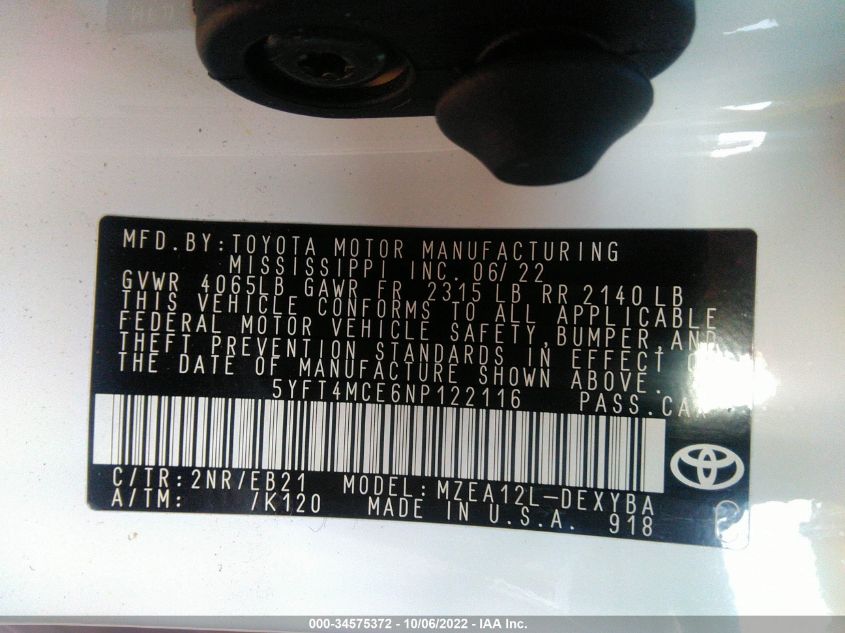 MFD.BY:TOYOTA MOTOR MANUFACTURING
MISSISSIPPI INC. 06/22
GVWR 4065LB GAWR FR 2315 LB RR 2140 LB
THIS VEHICLE CONFORMS TO ALL APPLICABLE
FEDERAL MOTOR VEHICLE SAFETY, BUMPER, AND
THEFT PREVENTION STANDARDS IN EFFECT
THE DATE OF MANUFACTURE SHOWN ABOVE.
5YFT4MCE6NP122116 PASS.CAR
C/TR:2NR/EB21 MODEL:MZEA12L-DEXYBA
A/TM: /K120 MADE IN U.S.A. 918
000-34575372 - 10/06/2022 - IAA Inc.